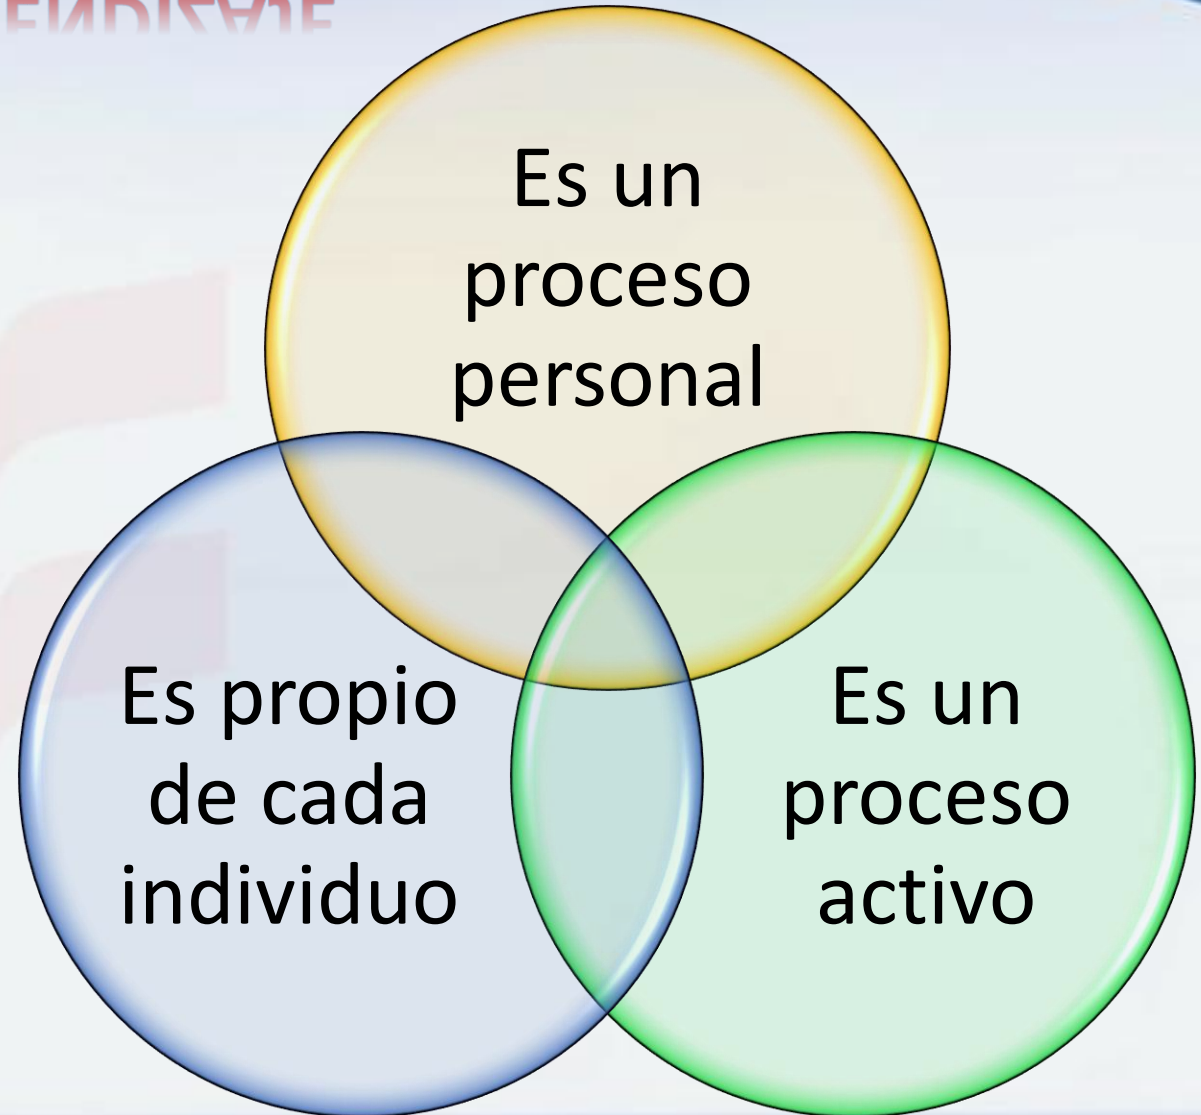 Es un
proceso
personal
Es propio
de cada
individuo
Es un
proceso
activo